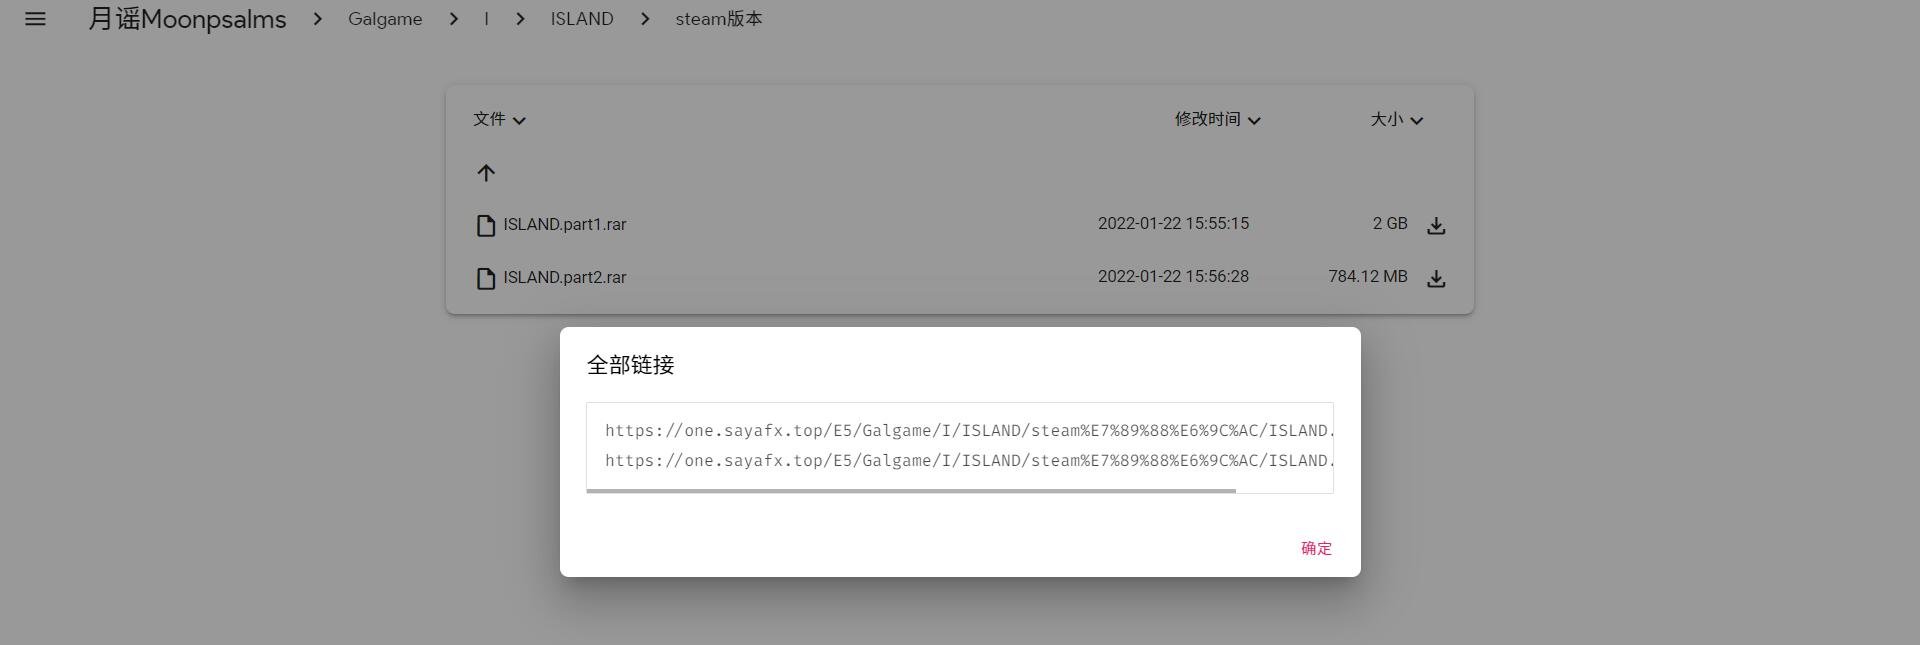 月谣Moonpsalms > Galgame > I > ISLAND > steam版本
文件 修改时间 大小
ISLAND.part1.rar 2022-01-22 15:55:15 2 GB
ISLAND.part2.rar 2022-01-22 15:56:28 784.12 MB
全部链接
https://one.sayafx.top/E5/Galgame/I/ISLAND/steam%E7%89%88%E6%9C%AC/ISLAND.
https://one.sayafx.top/E5/Galgame/I/ISLAND/steam%E7%89%88%E6%9C%AC/ISLAND.
确定